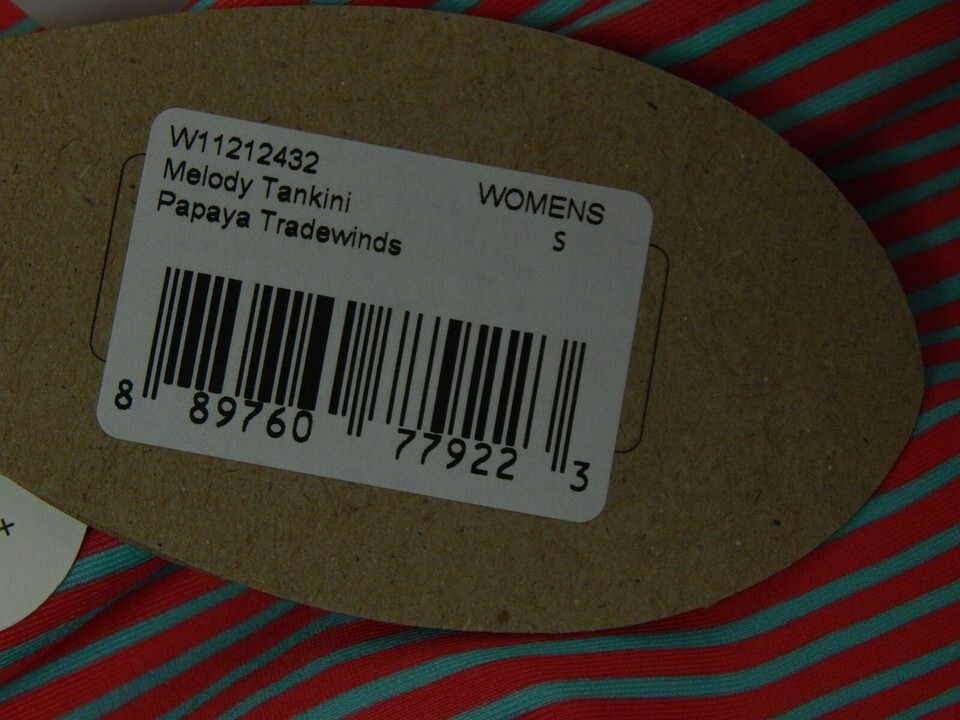 W11212432
Melody Tankini
Papaya Tradewinds
WOMENS
S
8 89760 77922 3
x